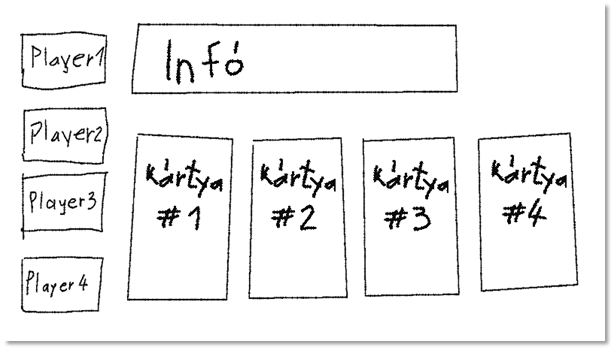 Player1
Player2
Player3
Player4
Infó
kártya
#1
kártya
#2
kártya
#3
kártya
#4